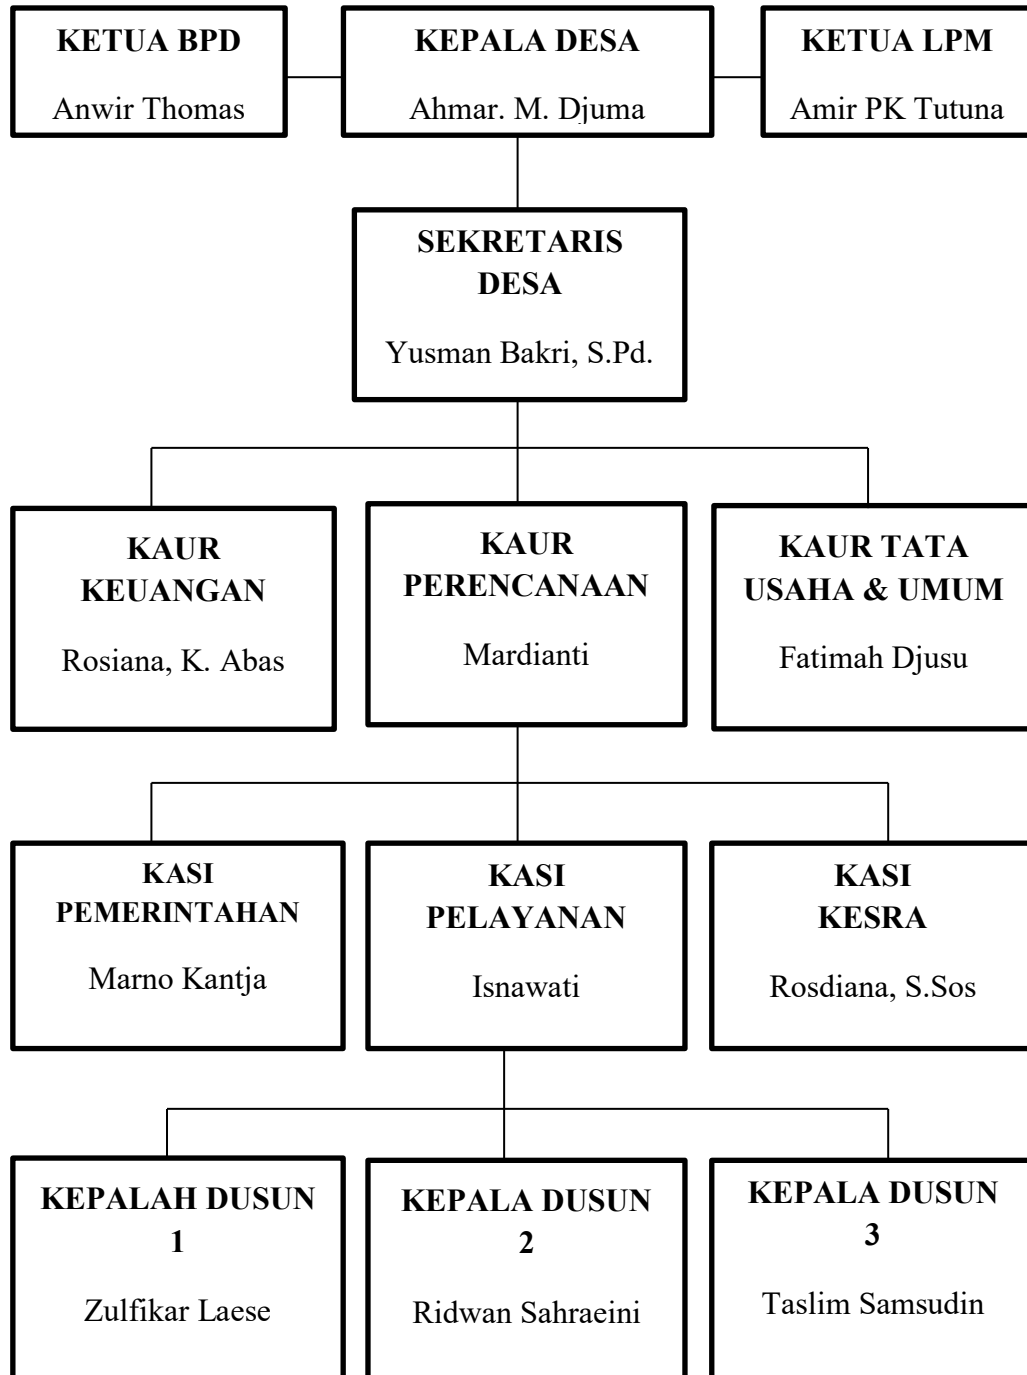 KETUA BPD
Anwir Thomas
KEPALA DESA
Ahmar. M. Djuma
KETUA LPM
Amir PK Tutuna
SEKRETARIS
DESA
Yusman Bakri, S.Pd.
KAUR
KEUANGAN
Rosiana, K. Abas
KAUR
PERENCANAAN
Mardianti
KAUR TATA
USAHA & UMUM
Fatimah Djusu
KASI
PEMERINTAHAN
Marno Kantja
KASI
PELAYANAN
Isnawati
KASI
KESRA
Rosdiana, S.Sos
KEPALAH DUSUN
1
Zulfikar Laese
KEPALA DUSUN
2
Ridwan Sahraeini
KEPALA DUSUN
3
Taslim Samsudin